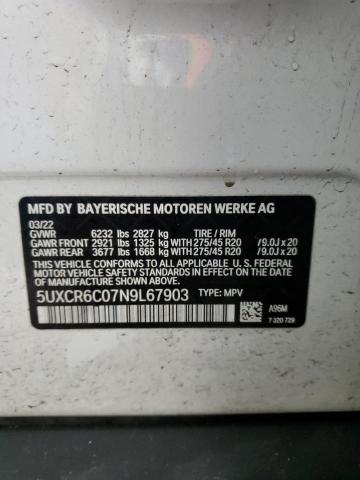 MFD BY BAYERISCHE MOTOREN WERKE AG
03/22
GVWR 6232 lbs 2827 kg TIRE / RIM
GAWR FRONT 2921 lbs 1325 kg WITH 275/45 R20 /9.0J x 20
GAWR REAR 3677 lbs 1668 kg WITH 275/45 R20 /9.0J x 20
THIS VEHICLE CONFORMS TO ALL APPLICABLE U. S. FEDERAL
MOTOR VEHICLE SAFETY AND THEFT PREVENTION STANDARDS IN
EFFECT ON THE DATE OF MANUFACTURE SHOWN ABOVE.
5UXCR6C07N9L67903 TYPE: MPV A96M
7 320 729